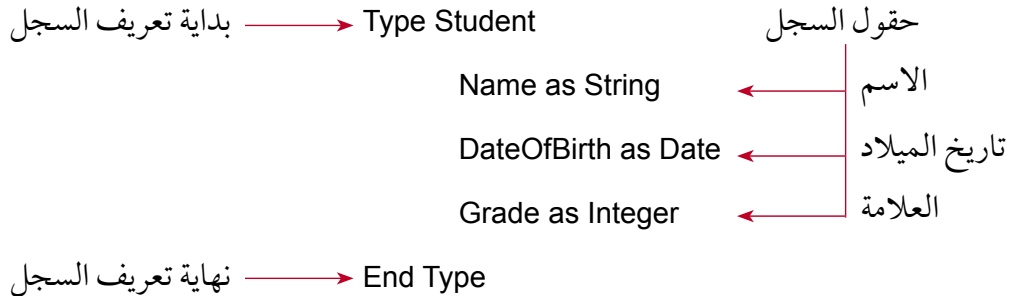 بداية تعريف السجل Type Student حقول السجل
Name as String الاسم
DateOfBirth as Date تاريخ الميلاد
Grade as Integer العلامة
نهاية تعريف السجل End Type